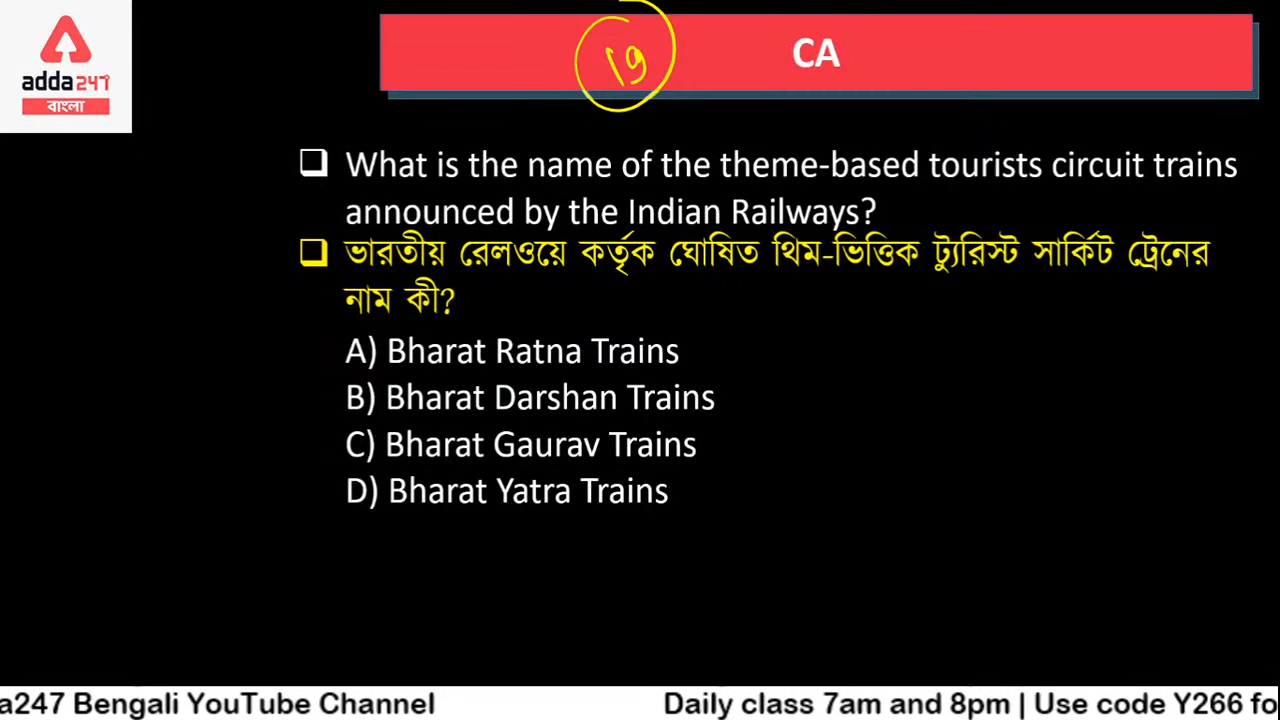 adda247
বাংলা
19
CA
❑ What is the name of the theme-based tourists circuit trains
announced by the Indian Railways?
❑ ভারতীয় রেলওয়ে কর্তৃক ঘোষিত থিম-ভিত্তিক ট্যুরিস্ট সার্কিট ট্রেনের
নাম কী?
A) Bharat Ratna Trains
B) Bharat Darshan Trains
C) Bharat Gaurav Trains
D) Bharat Yatra Trains
a247 Bengali YouTube Channel Daily class 7am and 8pm | Use code Y266 fo